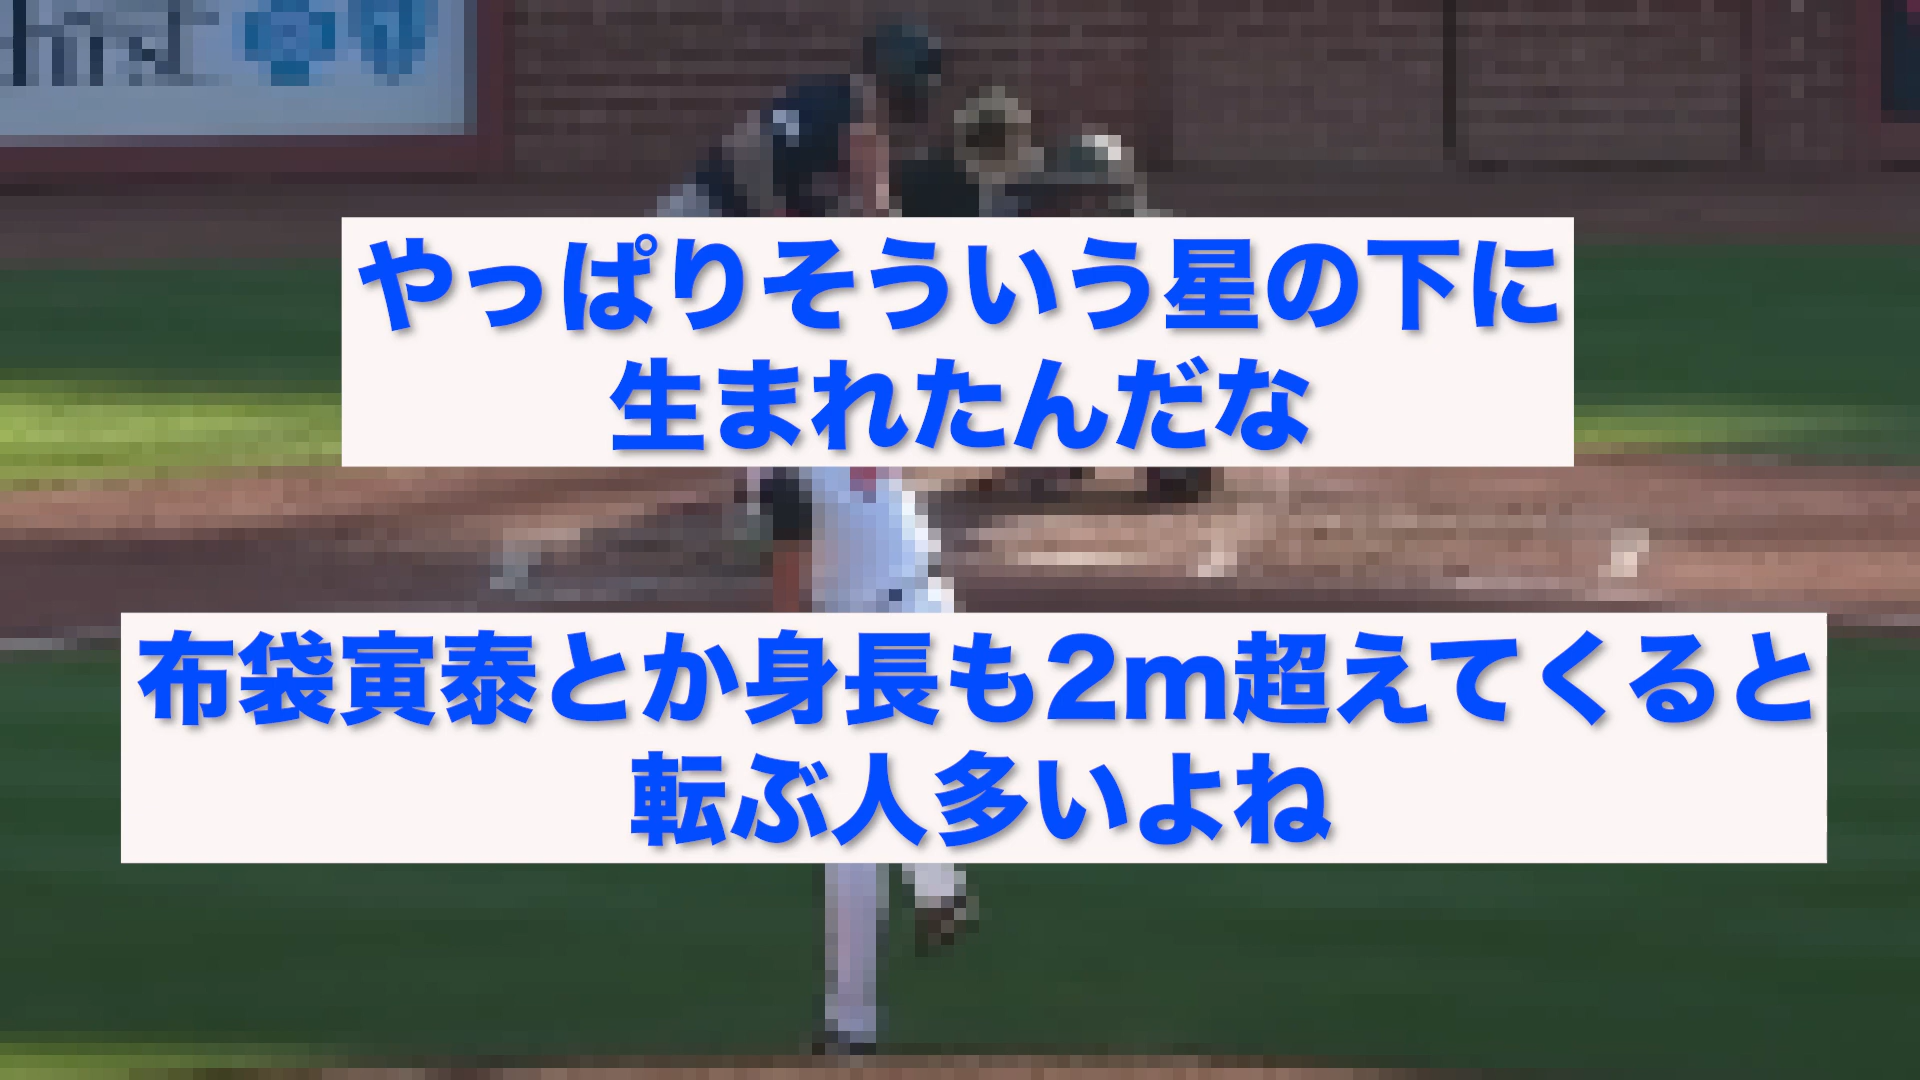 やっぱりそういう星の下に
生まれたんだな
布袋寅泰とか身長も2m超えてくると
転ぶ人多いよね